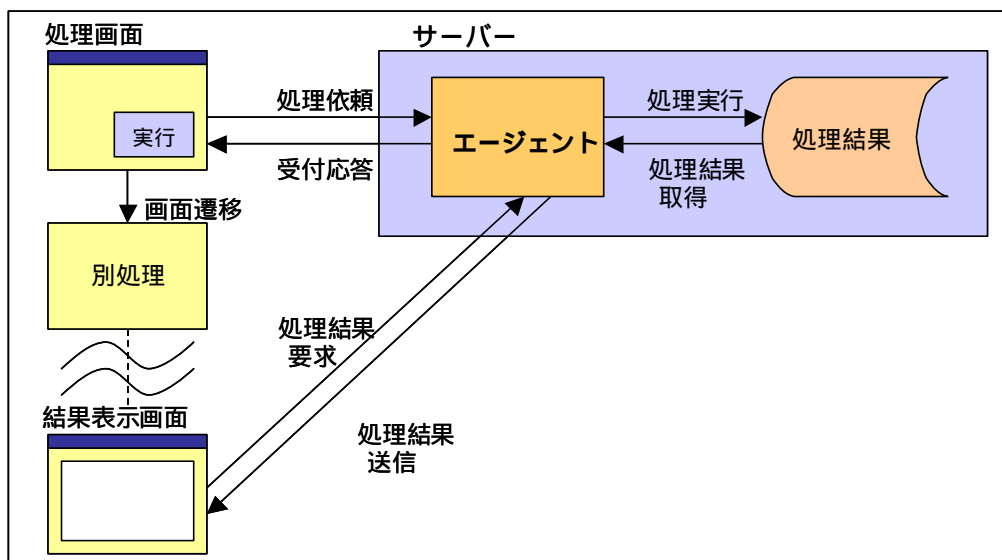 処理画面
サーバー
実行
処理依頼
受付応答
エージェント
処理実行
処理結果
取得
処理結果
画面遷移
別処理
処理結果
要求
処理結果
送信
結果表示画面